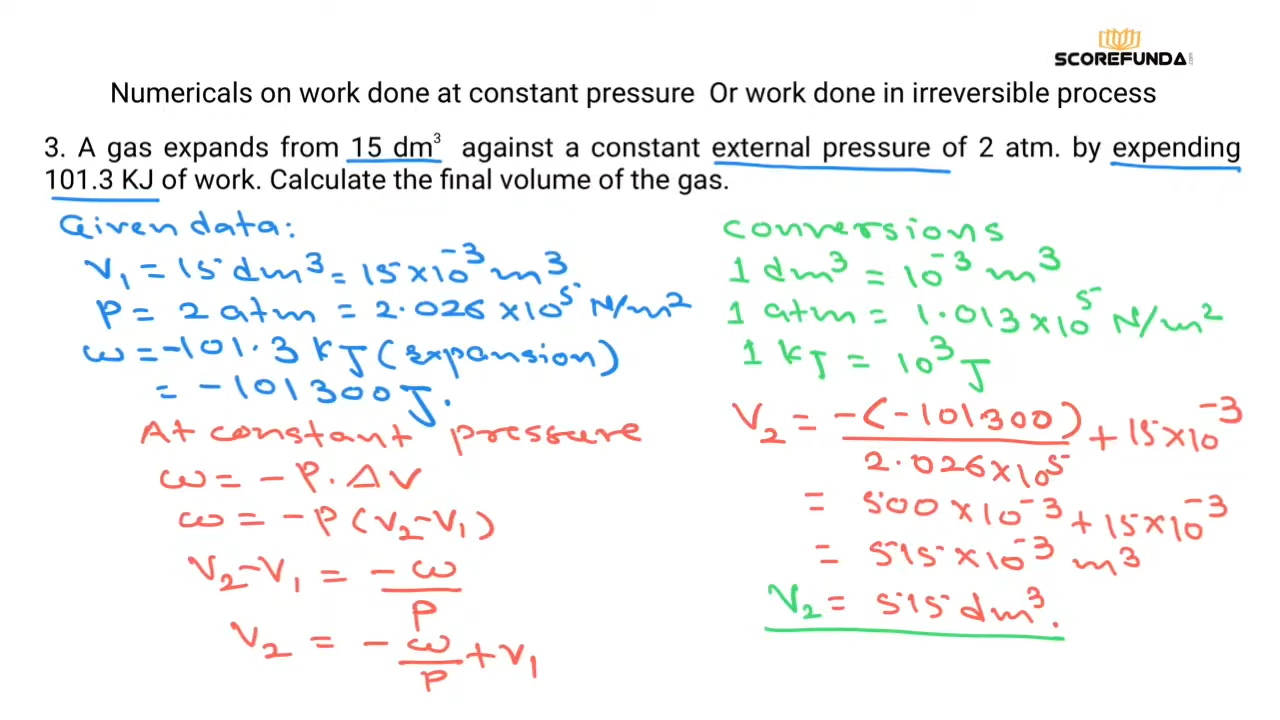 SCOREFUNDA.com
Numericals on work done at constant pressure Or work done in irreversible process
3. A gas expands from 15 dm³ against a constant external pressure of 2 atm. by expending
101.3 KJ of work. Calculate the final volume of the gas.
Given data:
V₁ = 15 dm³ = 15×10⁻³ m³
P = 2 atm = 2.026 ×10⁵ N/m²
ω = -101.3 kJ (Expansion)
= -101300 J.
At constant pressure
ω = - P. ΔV
ω = - P (V₂-V₁)
V₂-V₁ = -ω/P
V₂ = -ω/P + V₁
Conversions
1 dm³ = 10⁻³ m³
1 atm = 1.013×10⁵ N/m²
1 kJ = 10³ J
V₂ = -(-101300)/2.026×10⁵ + 15×10⁻³
= 500 ×10⁻³ + 15×10⁻³
= 515 ×10⁻³ m³
V₂ = 515 dm³.